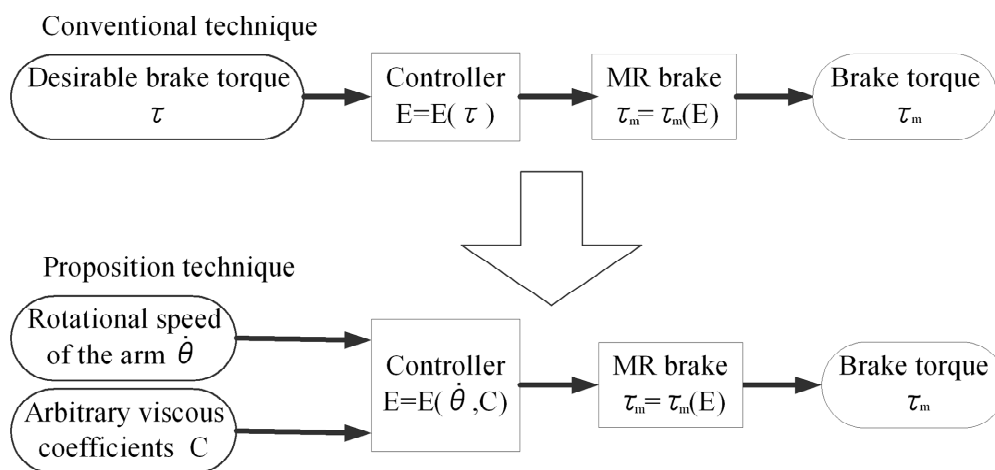 Conventional technique
Desirable brake torque
τ
Controller
E=E( τ )
MR brake
τm= τm(E)
Brake torque
τm
Proposition technique
Rotational speed
of the arm θ̇
Arbitrary viscous
coefficients C
Controller
E=E( θ̇ ,C)
MR brake
τm= τm(E)
Brake torque
τm